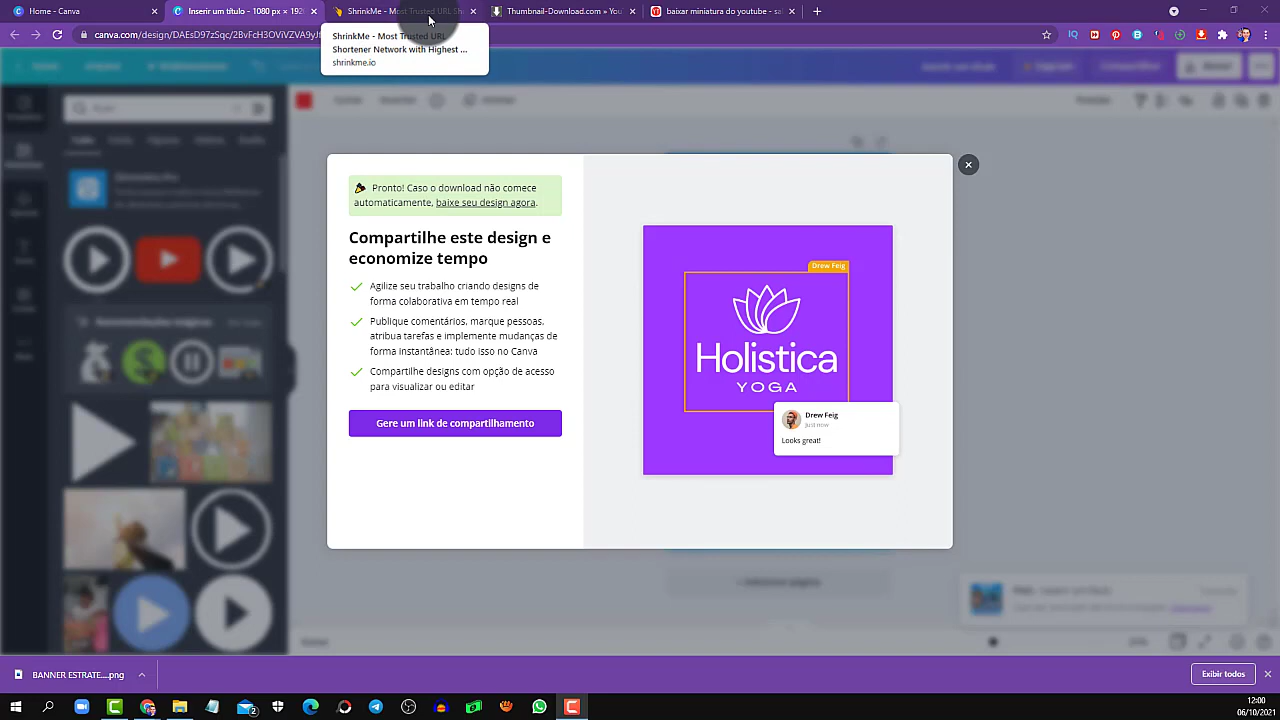 Home - Canva
Inserir um título - 1080 px × 192
ShrinkMe - Most Trusted URL Sh
Thumbnail-Download.com » You
baixar miniatura do youtube - sa
canva.com/design/DAEsD97zSqc/2BvFcH3OViVZVA9yJf
ShrinkMe - Most Trusted URL
Shortener Network with Highest ...
shrinkme.io
Pronto! Caso o download não comece
automaticamente, baixe seu design agora.
Compartilhe este design e
economize tempo
Agilize seu trabalho criando designs de
forma colaborativa em tempo real
Publique comentários, marque pessoas,
atribua tarefas e implemente mudanças de
forma instantânea: tudo isso no Canva
Compartilhe designs com opção de acesso
para visualizar ou editar
Gere um link de compartilhamento
Drew Feig
Holistica
YOGA
Drew Feig
Just now
Looks great!
BANNER ESTRATE....png
Exibir todos
12:00
06/10/2021